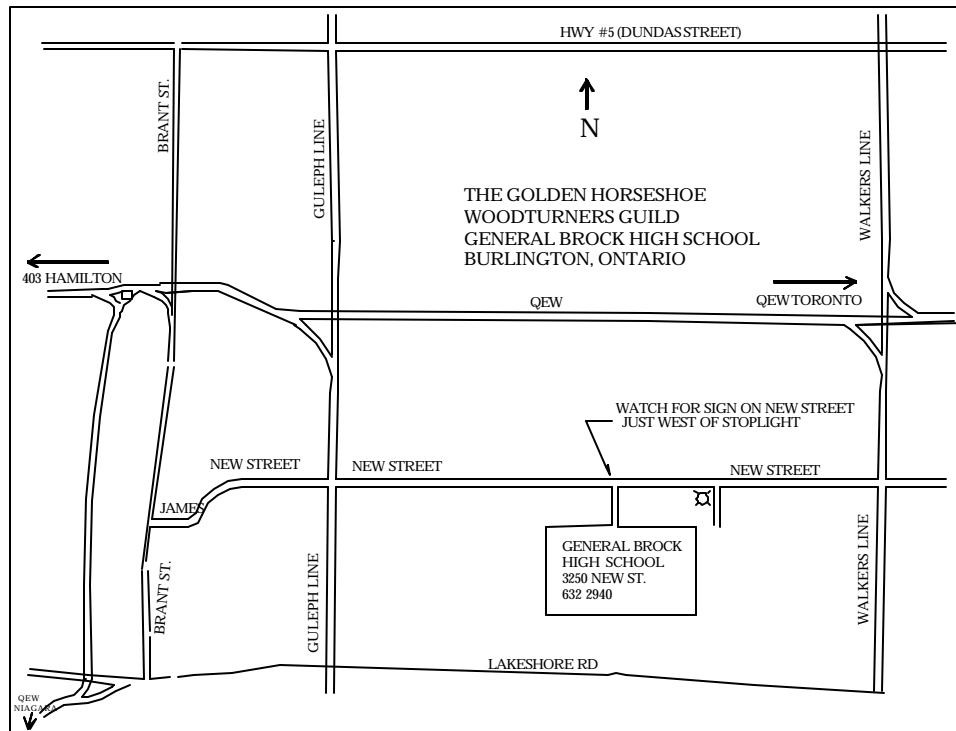 HWY #5 (DUNDAS STREET)
BRANT ST.
N
GULEPH LINE
WALKERS LINE
THE GOLDEN HORSESHOE
WOODTURNERS GUILD
GENERAL BROCK HIGH SCHOOL
BURLINGTON, ONTARIO
403 HAMILTON
QEW
QEW TORONTO
WATCH FOR SIGN ON NEW STREET
JUST WEST OF STOPLIGHT
NEW STREET
NEW STREET
NEW STREET
JAMES
GENERAL BROCK
HIGH SCHOOL
3250 NEW ST.
632 2940
BRANT ST.
GULEPH LINE
WALKERS LINE
LAKESHORE RD
QEW
NIAGARA